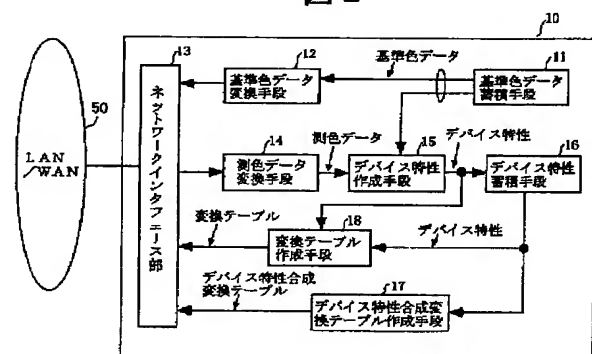 10
13
12
11
基準色データ
ネットワークインタフェース部
基準色データ
変換手段
基準色データ
蓄積手段
50
14
測色データ
15
デバイス特性
16
LAN
/WAN
測色データ
変換手段
デバイス特性
作成手段
デバイス特性
蓄積手段
18
変換テーブル
変換テーブル
作成手段
デバイス特性
デバイス特性合成
変換テーブル
17
デバイス特性合成変
換テーブル作成手段